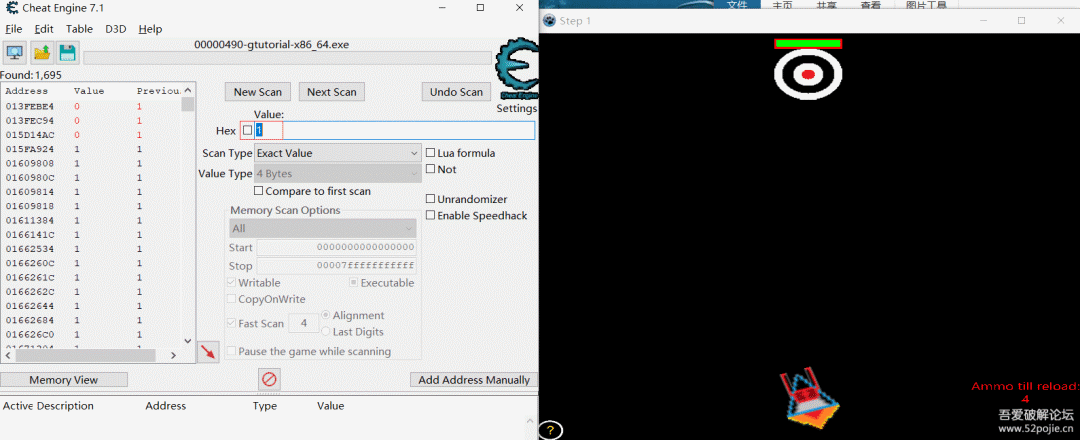 Cheat Engine 7.1
File Edit Table D3D Help
00000490-gtutorial-x86_64.exe
Found: 1,695
Address Value Previou
013FEBE4 0 1
013FEC94 0 1
015D14AC 0 1
015FA924 1 1
01609808 1 1
0160980C 1 1
01609814 1 1
01609818 1 1
01611384 1 1
0166141C 1 1
01662534 1 1
0166260C 1 1
0166261C 1 1
0166262C 1 1
01662644 1 1
01662684 1 1
016626C0 1 1
New Scan Next Scan Undo Scan
Cheat Engine
Settings
Value:
Hex 1
Scan Type Exact Value
Value Type 4 Bytes
Compare to first scan
Lua formula
Not
Unrandomizer
Enable Speedhack
Memory Scan Options
All
Start 0000000000000000
Stop 00007fffffffffff
Writable Executable
CopyOnWrite
Fast Scan 4 Alignment
Last Digits
Pause the game while scanning
Memory View Add Address Manually
Active Description Address Type Value
文件 主页 共享 查看 图片工具
Step 1
Ammo till reload:
4
?
吾爱破解论坛
www.52pojie.cn